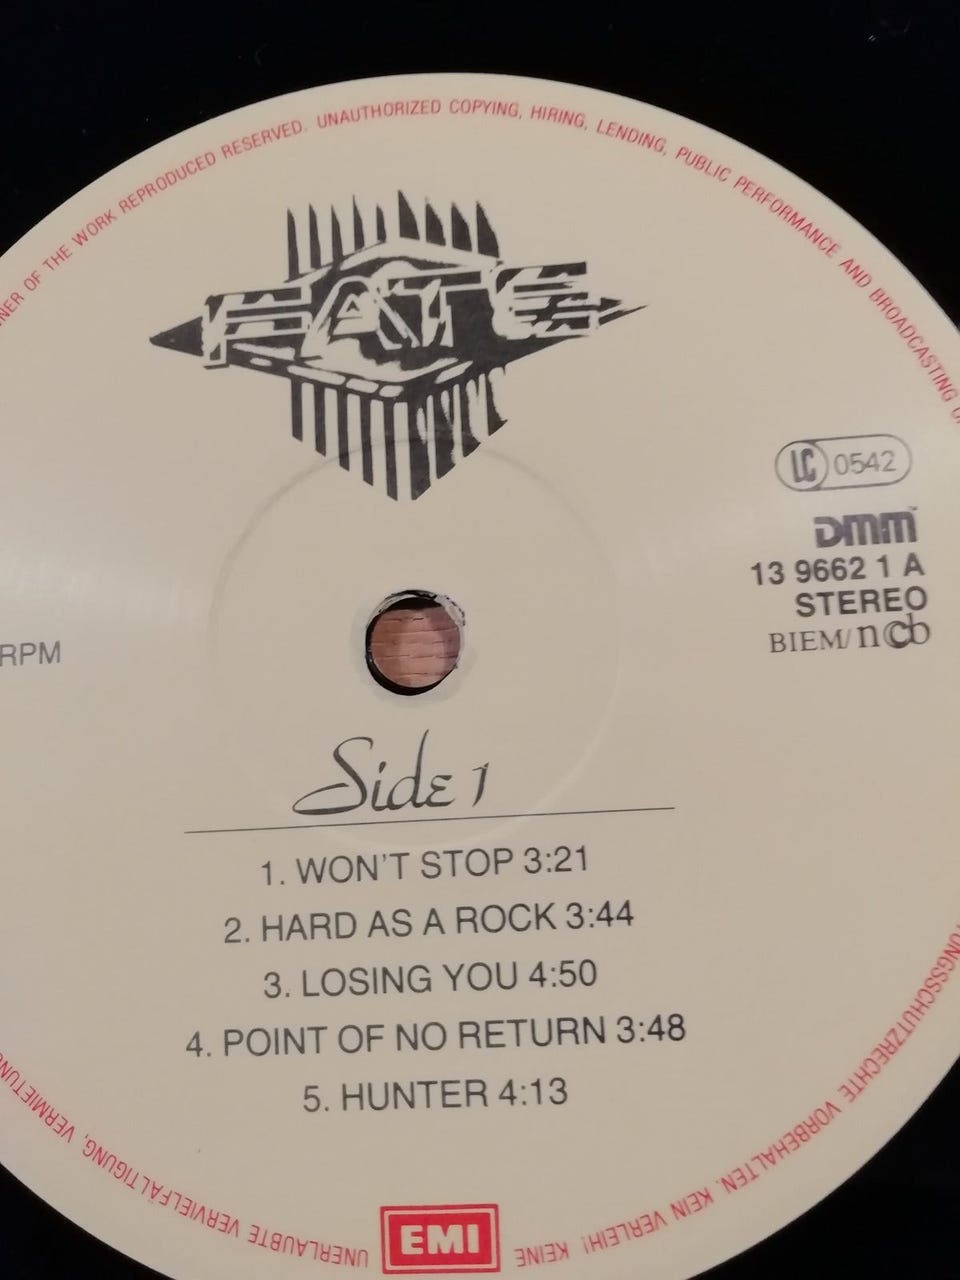 NER OF THE WORK REPRODUCED RESERVED. UNAUTHORIZED COPYING, HIRING, LENDING, PUBLIC PERFORMANCE AND BROADCASTING
FATE
LC 0542
DMM
13 9662 1 A
STEREO
BIEM/ncb
RPM
Side 1
1. WON'T STOP 3:21
2. HARD AS A ROCK 3:44
3. LOSING YOU 4:50
4. POINT OF NO RETURN 3:48
5. HUNTER 4:13
TUNGSSCHUTZRECHTE VORBEHALTEN. KEIN VERLEIH! KEINE
EMI
UNERLAUBTE VERVIELFÄLTIGUNG, VERMIETUNG